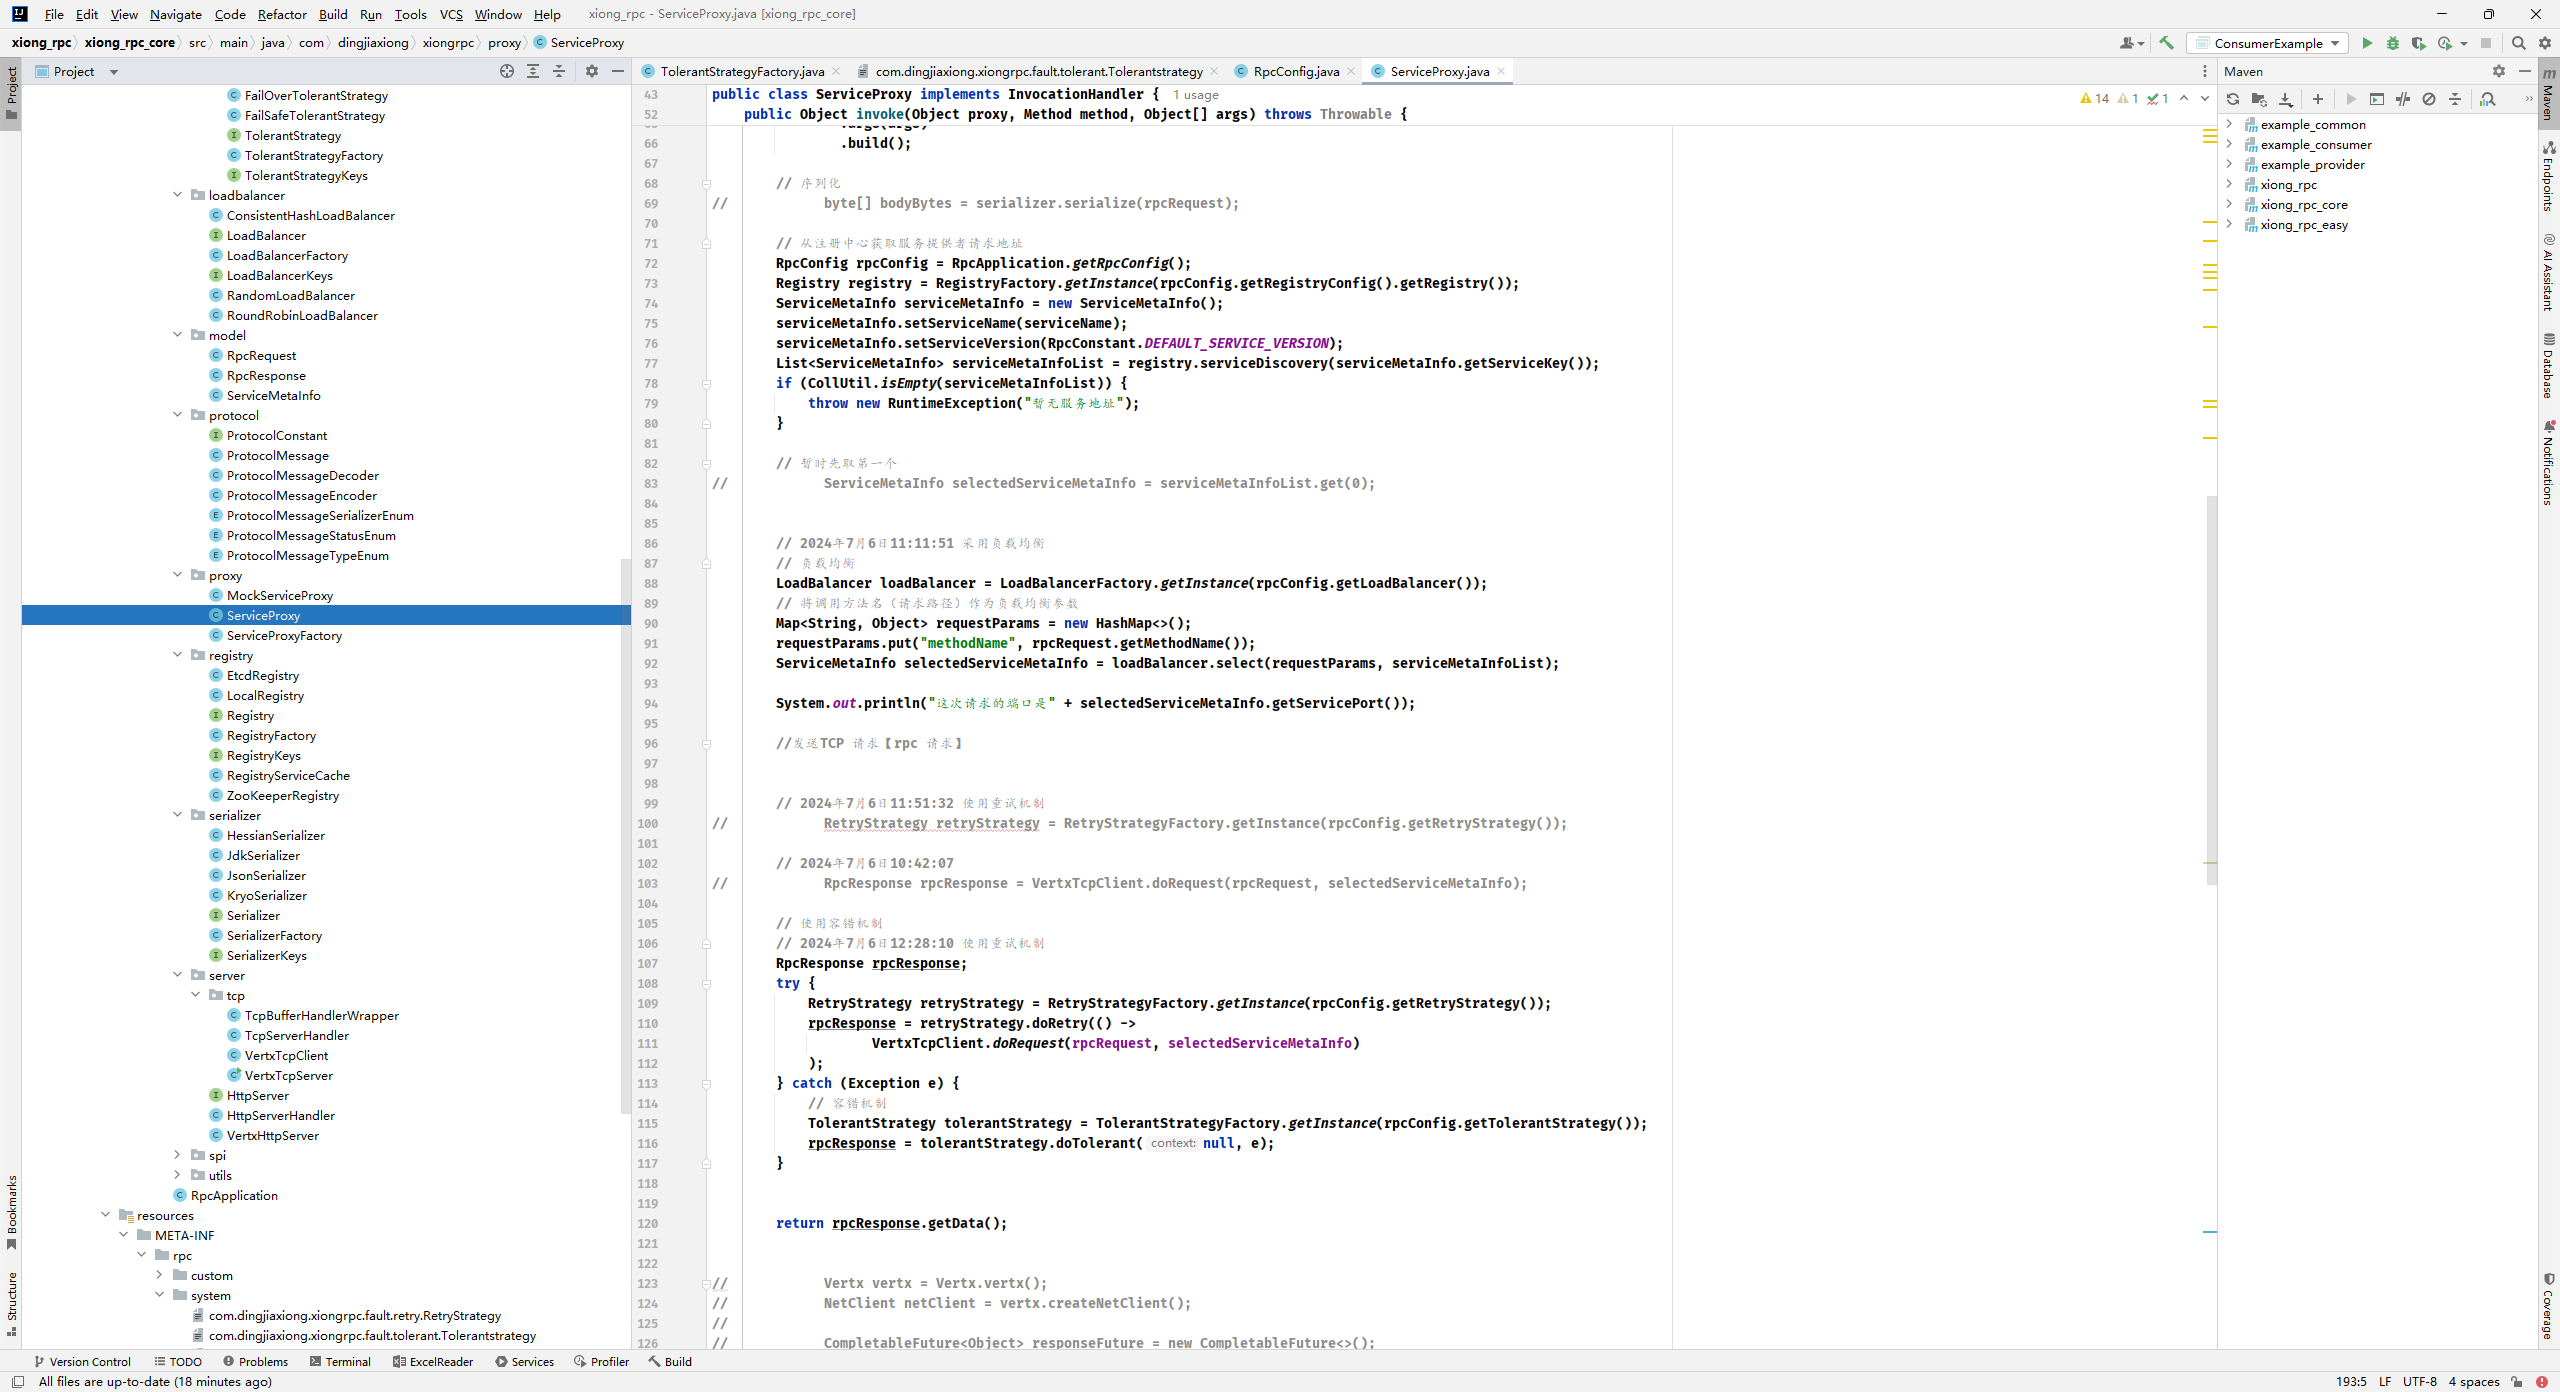 File Edit View Navigate Code Refactor Build Run Tools VCS Window Help xiong_rpc - ServiceProxy.java [xiong_rpc_core]
xiong_rpc xiong_rpc_core src main java com dingjiaxiong xiongrpc proxy ServiceProxy ConsumerExample
Project
Project
Bookmarks
Structure
FailOverTolerantStrategy
FailSafeTolerantStrategy
TolerantStrategy
TolerantStrategyFactory
TolerantStrategyKeys
loadbalancer
ConsistentHashLoadBalancer
LoadBalancer
LoadBalancerFactory
LoadBalancerKeys
RandomLoadBalancer
RoundRobinLoadBalancer
model
RpcRequest
RpcResponse
ServiceMetaInfo
protocol
ProtocolConstant
ProtocolMessage
ProtocolMessageDecoder
ProtocolMessageEncoder
ProtocolMessageSerializerEnum
ProtocolMessageStatusEnum
ProtocolMessageTypeEnum
proxy
MockServiceProxy
ServiceProxy
ServiceProxyFactory
registry
EtcdRegistry
LocalRegistry
Registry
RegistryFactory
RegistryKeys
RegistryServiceCache
ZooKeeperRegistry
serializer
HessianSerializer
JdkSerializer
JsonSerializer
KryoSerializer
Serializer
SerializerFactory
SerializerKeys
server
tcp
TcpBufferHandlerWrapper
TcpServerHandler
VertxTcpClient
VertxTcpServer
HttpServer
HttpServerHandler
VertxHttpServer
spi
utils
RpcApplication
resources
META-INF
rpc
custom
system
com.dingjiaxiong.xiongrpc.fault.retry.RetryStrategy
com.dingjiaxiong.xiongrpc.fault.tolerant.Tolerantstrategy
TolerantStrategyFactory.java com.dingjiaxiong.xiongrpc.fault.tolerant.Tolerantstrategy RpcConfig.java ServiceProxy.java
43 public class ServiceProxy implements InvocationHandler { 1 usage
14 1 1
52 public Object invoke(Object proxy, Method method, Object[] args) throws Throwable {
66 .build();
67
68 // 序列化
69 // byte[] bodyBytes = serializer.serialize(rpcRequest);
70
71 // 从注册中心获取服务提供者请求地址
72 RpcConfig rpcConfig = RpcApplication.getRpcConfig();
73 Registry registry = RegistryFactory.getInstance(rpcConfig.getRegistryConfig().getRegistry());
74 ServiceMetaInfo serviceMetaInfo = new ServiceMetaInfo();
75 serviceMetaInfo.setServiceName(serviceName);
76 serviceMetaInfo.setServiceVersion(RpcConstant.DEFAULT_SERVICE_VERSION);
77 List<ServiceMetaInfo> serviceMetaInfoList = registry.serviceDiscovery(serviceMetaInfo.getServiceKey());
78 if (CollUtil.isEmpty(serviceMetaInfoList)) {
79 throw new RuntimeException("暂无服务地址");
80 }
81
82 // 暂时先取第一个
83 // ServiceMetaInfo selectedServiceMetaInfo = serviceMetaInfoList.get(0);
84
85
86 // 2024年7月6日11:11:51 采用负载均衡
87 // 负载均衡
88 LoadBalancer loadBalancer = LoadBalancerFactory.getInstance(rpcConfig.getLoadBalancer());
89 // 将调用方法名（请求路径）作为负载均衡参数
90 Map<String, Object> requestParams = new HashMap<>();
91 requestParams.put("methodName", rpcRequest.getMethodName());
92 ServiceMetaInfo selectedServiceMetaInfo = loadBalancer.select(requestParams, serviceMetaInfoList);
93
94 System.out.println("这次请求的端口是" + selectedServiceMetaInfo.getServicePort());
95
96 //发送TCP 请求【rpc 请求】
97
98
99 // 2024年7月6日11:51:32 使用重试机制
100 // RetryStrategy retryStrategy = RetryStrategyFactory.getInstance(rpcConfig.getRetryStrategy());
101
102 // 2024年7月6日10:42:07
103 // RpcResponse rpcResponse = VertxTcpClient.doRequest(rpcRequest, selectedServiceMetaInfo);
104
105 // 使用容错机制
106 // 2024年7月6日12:28:10 使用重试机制
107 RpcResponse rpcResponse;
108 try {
109 RetryStrategy retryStrategy = RetryStrategyFactory.getInstance(rpcConfig.getRetryStrategy());
110 rpcResponse = retryStrategy.doRetry(() ->
111 VertxTcpClient.doRequest(rpcRequest, selectedServiceMetaInfo)
112 );
113 } catch (Exception e) {
114 // 容错机制
115 TolerantStrategy tolerantStrategy = TolerantStrategyFactory.getInstance(rpcConfig.getTolerantStrategy());
116 rpcResponse = tolerantStrategy.doTolerant( context: null, e);
117 }
118
119
120 return rpcResponse.getData();
121
122
123 // Vertx vertx = Vertx.vertx();
124 // NetClient netClient = vertx.createNetClient();
125 //
126 // CompletableFuture<Object> responseFuture = new CompletableFuture<>();
Maven
example_common
example_consumer
example_provider
xiong_rpc
xiong_rpc_core
xiong_rpc_easy
Maven
Endpoints
AI Assistant
Database
Notifications
Coverage
Version Control TODO Problems Terminal ExcelReader Services Profiler Build
All files are up-to-date (18 minutes ago) 193:5 LF UTF-8 4 spaces